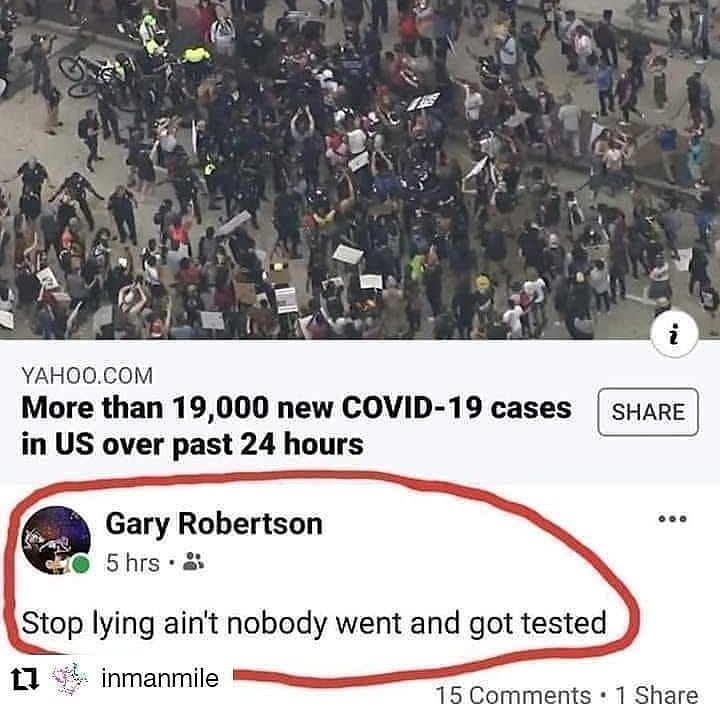 YAHOO.COM
More than 19,000 new COVID-19 cases
in US over past 24 hours
SHARE
Gary Robertson
5 hrs
Stop lying ain't nobody went and got tested
inmanmile
15 Comments • 1 Share